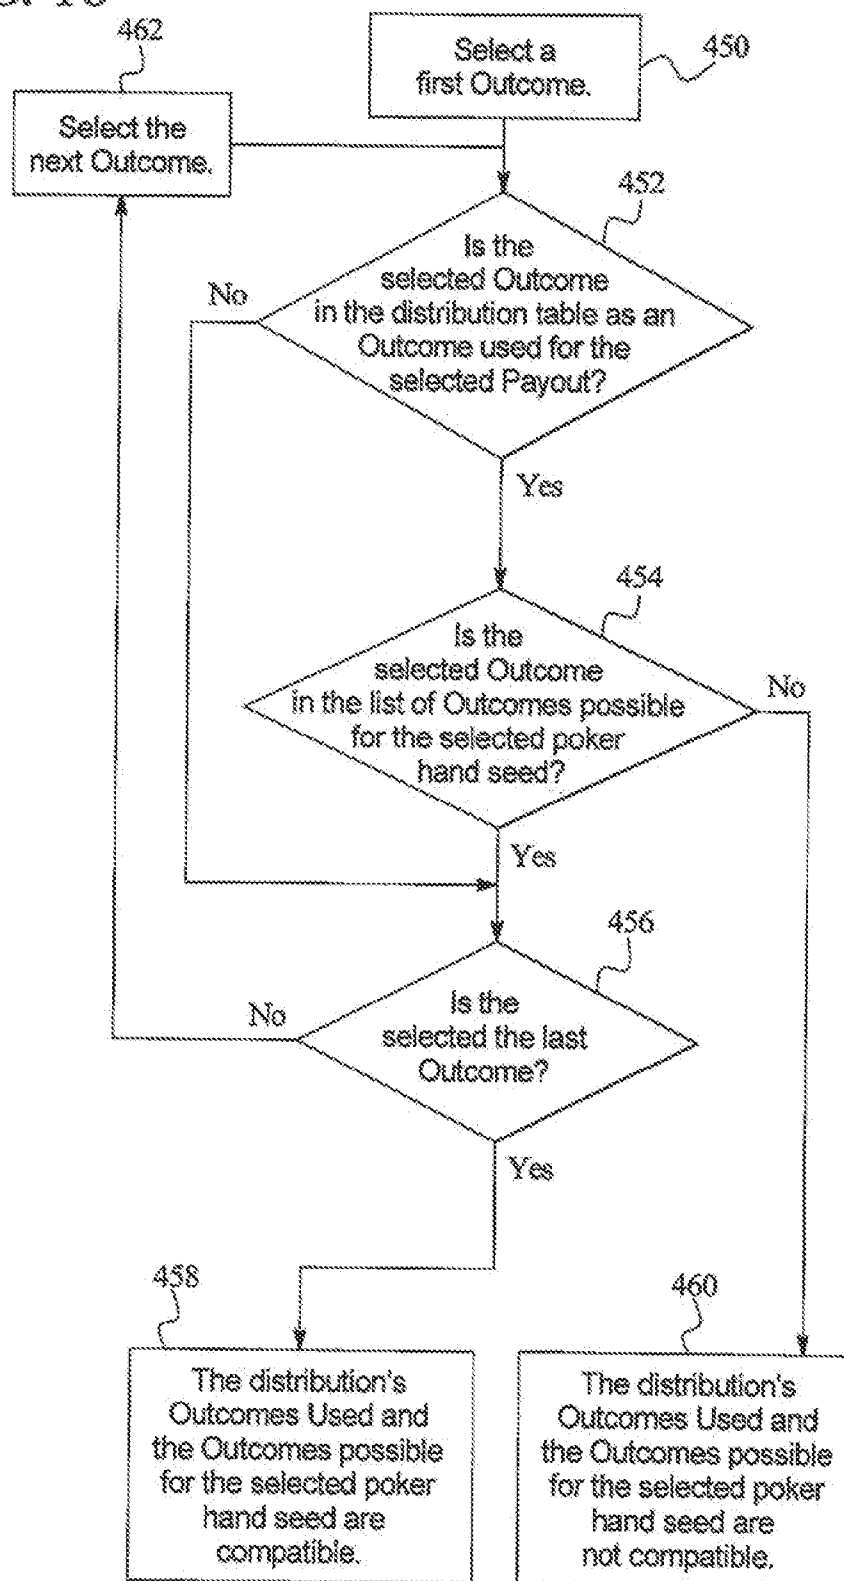 462
Select a
first Outcome.
450
Select the
next Outcome.
452
Is the
selected Outcome
in the distribution table as an
Outcome used for the
selected Payout?
No
Yes
454
Is the
selected Outcome
in the list of Outcomes possible
for the selected poker
hand seed?
No
Yes
456
Is the
selected the last
Outcome?
No
Yes
458
The distribution's
Outcomes Used and
the Outcomes possible
for the selected poker
hand seed are
compatible.
460
The distribution's
Outcomes Used and
the Outcomes possible
for the selected poker
hand seed are
not compatible.